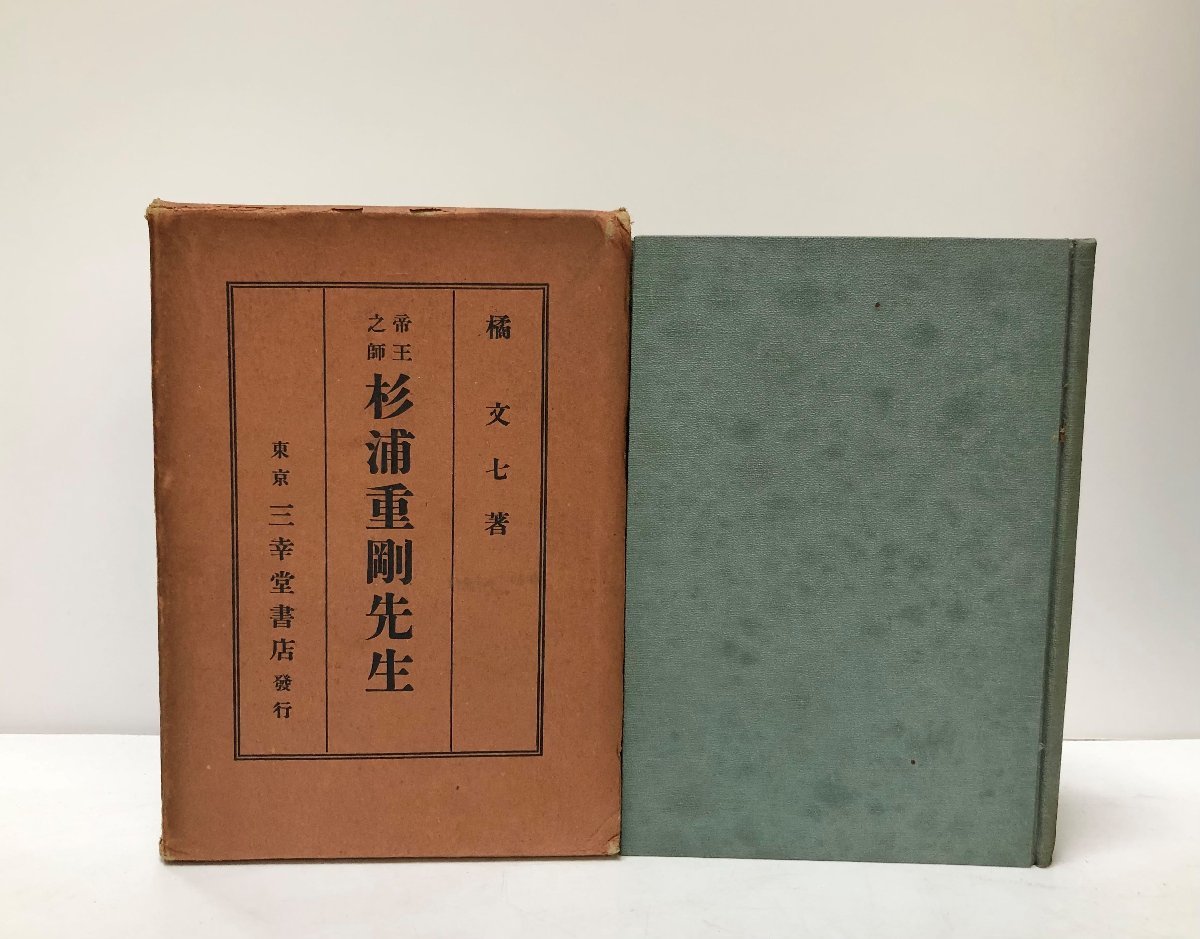 橘文七著
帝王之師
杉浦重剛先生
東京 三幸堂書店 發行